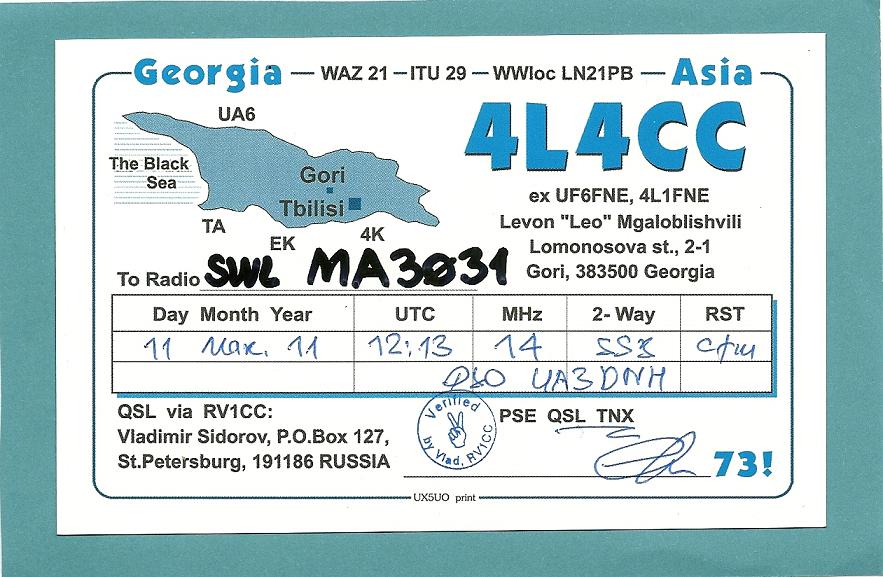 Georgia — WAZ 21 — ITU 29 — WWloc LN21PB — Asia
4L4CC
UA6
The Black Sea
Gori
Tbilisi
TA
EK
4K
ex UF6FNE, 4L1FNE
Levon "Leo" Mgaloblishvili
Lomonosova st., 2-1
Gori, 383500 Georgia
To Radio SWL MA3031
Day Month Year UTC MHz 2- Way RST
11 Mar. 11 12:13 14 SSB cfm
QSO UA3DNH
QSL via RV1CC:
Vladimir Sidorov, P.O.Box 127,
St.Petersburg, 191186 RUSSIA
Verified
by Vlad, RV1CC
PSE QSL TNX
73!
UX5UO print